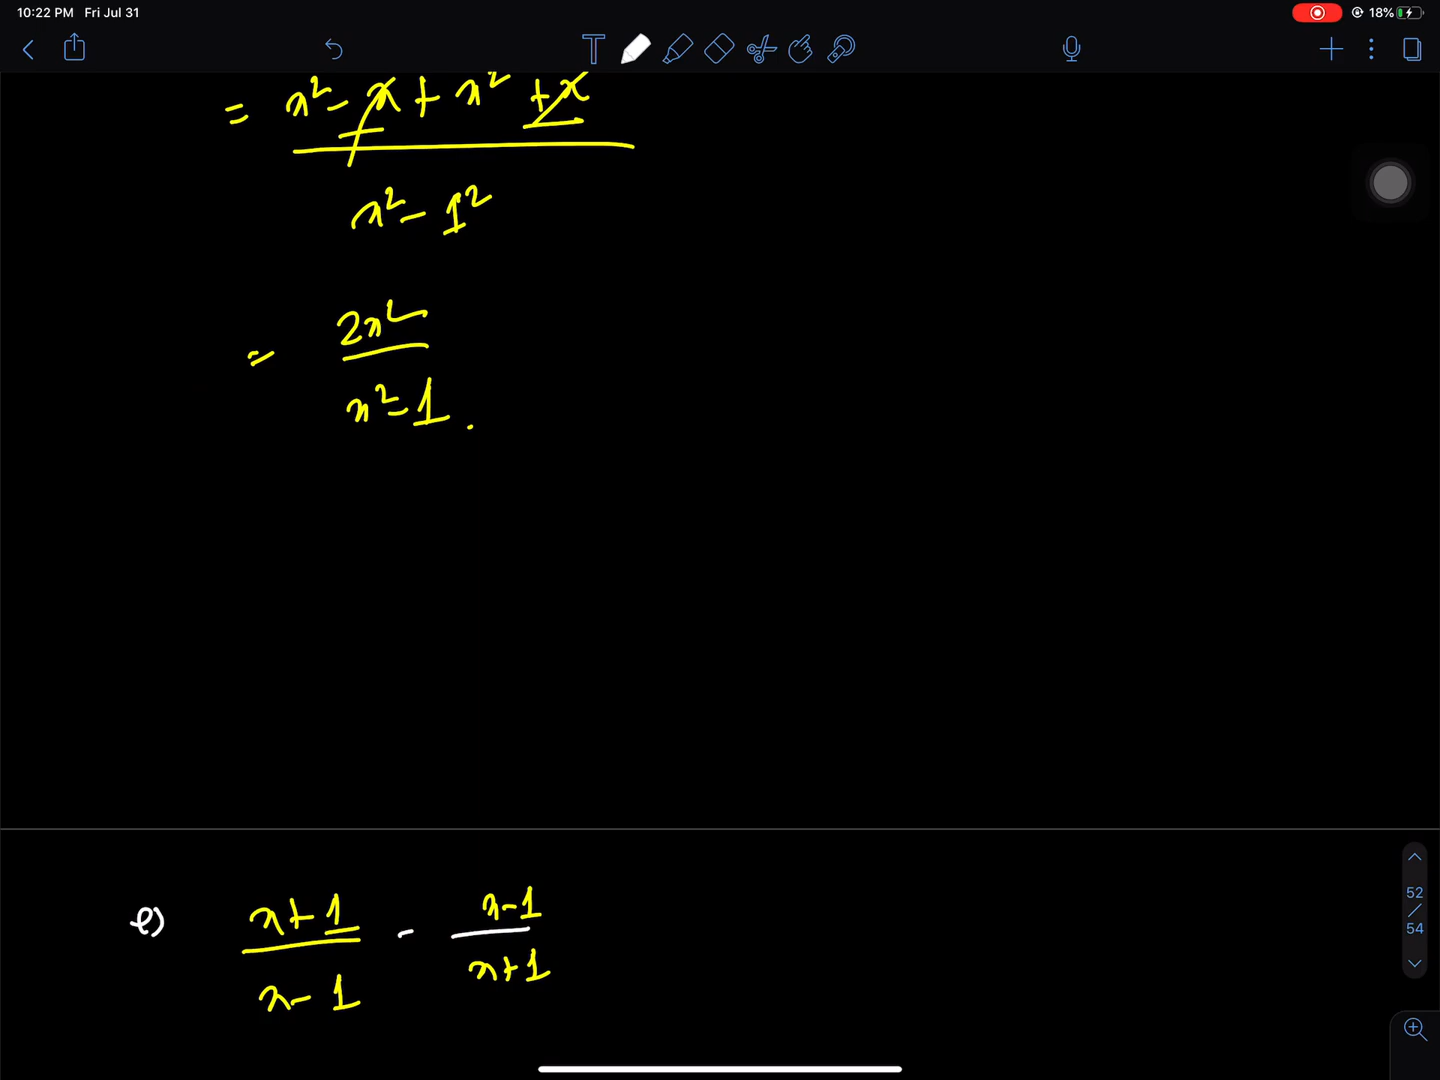 10:22 PM Fri Jul 31 18%
= x² - x + x² + x
x² - 1²
= 2x²
x² - 1 .
52
/
54
e) x+1 - x-1
x-1 x+1